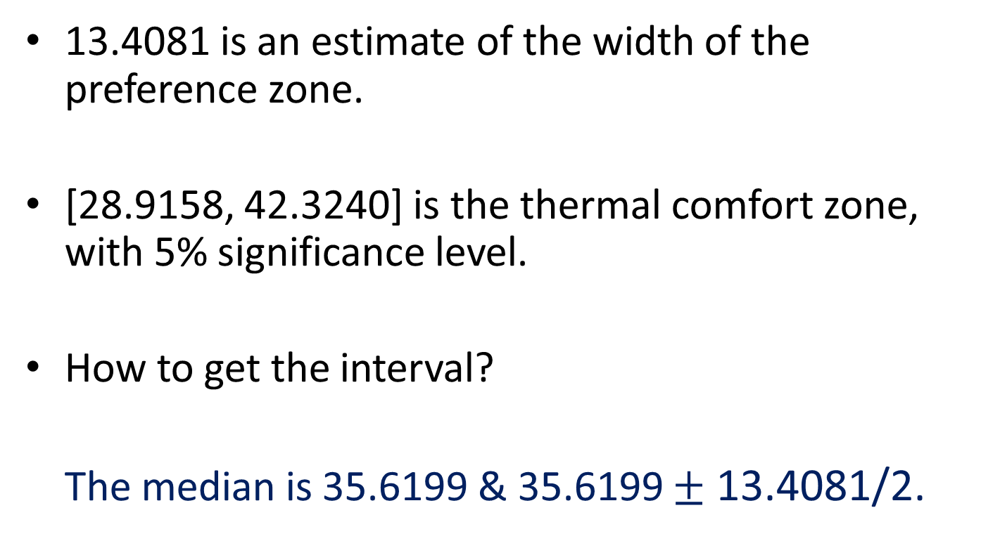 • 13.4081 is an estimate of the width of the
preference zone.
• [28.9158, 42.3240] is the thermal comfort zone,
with 5% significance level.
• How to get the interval?
The median is 35.6199 & 35.6199 ± 13.4081/2.